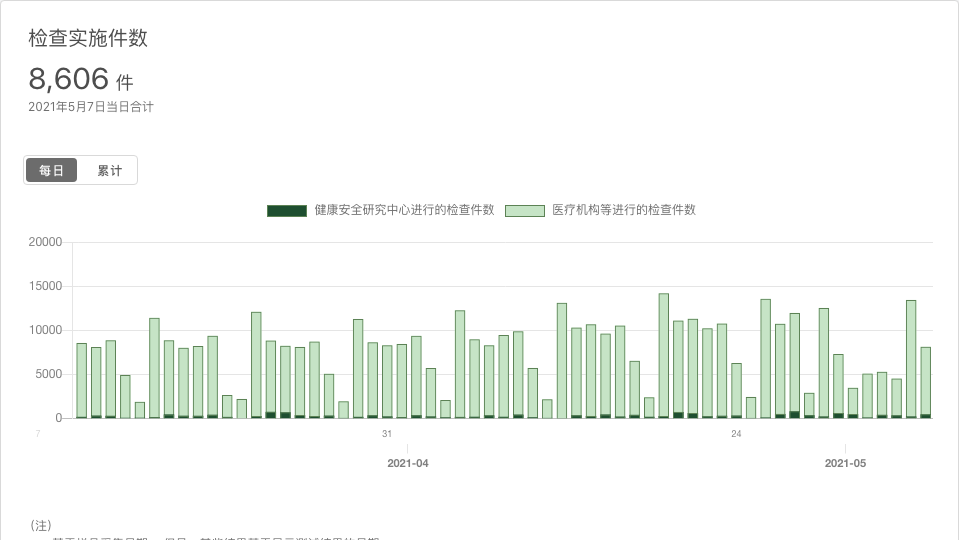 检查实施件数
8,606 件
2021年5月7日当日合计
每日 累计
健康安全研究中心进行的检查件数 医疗机构等进行的检查件数
20000
15000
10000
5000
0
7 31 24
2021-04 2021-05
(注)